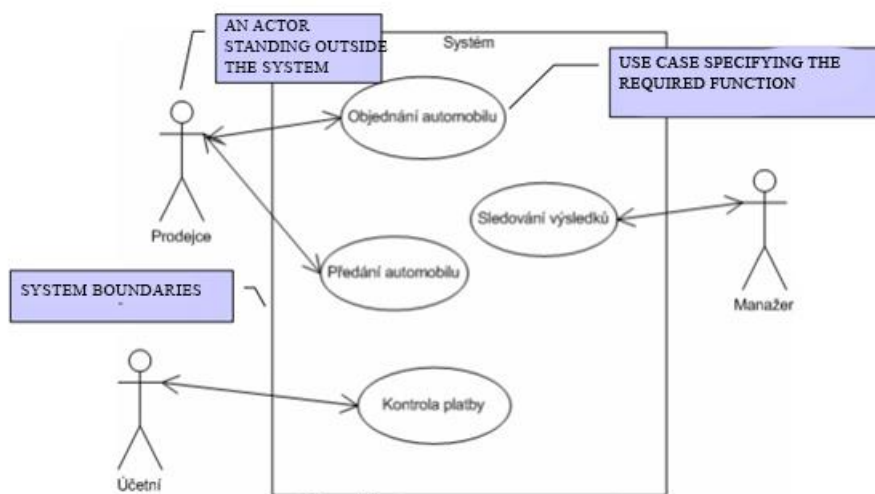 AN ACTOR
STANDING OUTSIDE
THE SYSTEM
Systém
USE CASE SPECIFYING THE
REQUIRED FUNCTION
Objednání automobilu
Prodejce
Sledování výsledků
Předání automobilu
SYSTEM BOUNDARIES
Manažer
Kontrola platby
Účetní